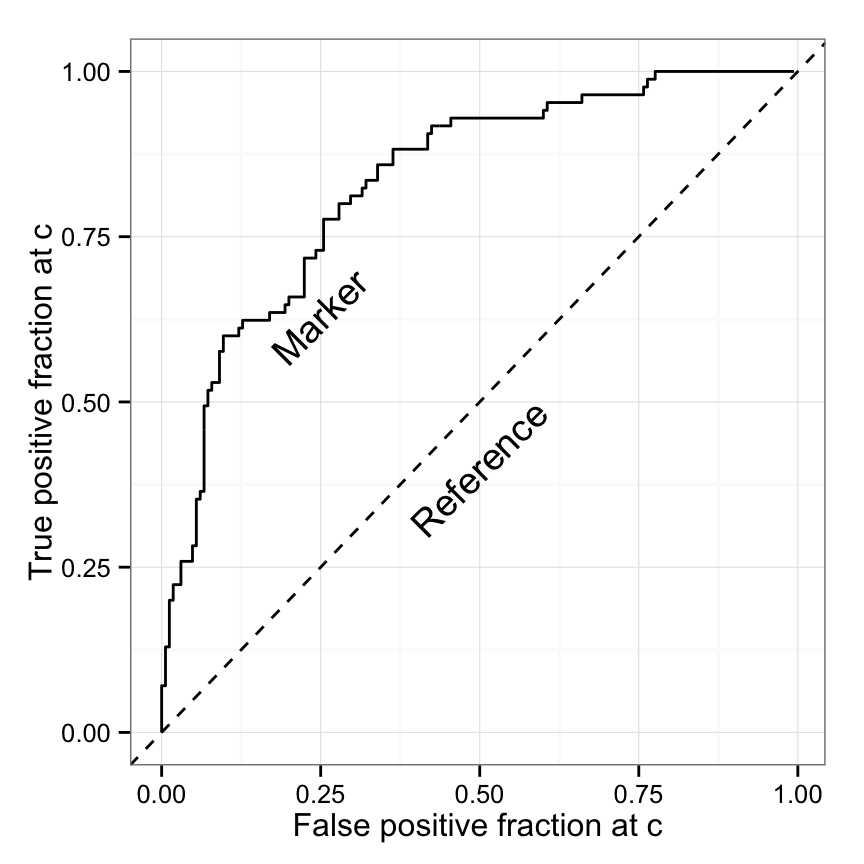 True positive fraction at c
1.00
0.75
0.50
0.25
0.00
Marker
Reference
0.00 0.25 0.50 0.75 1.00
False positive fraction at c